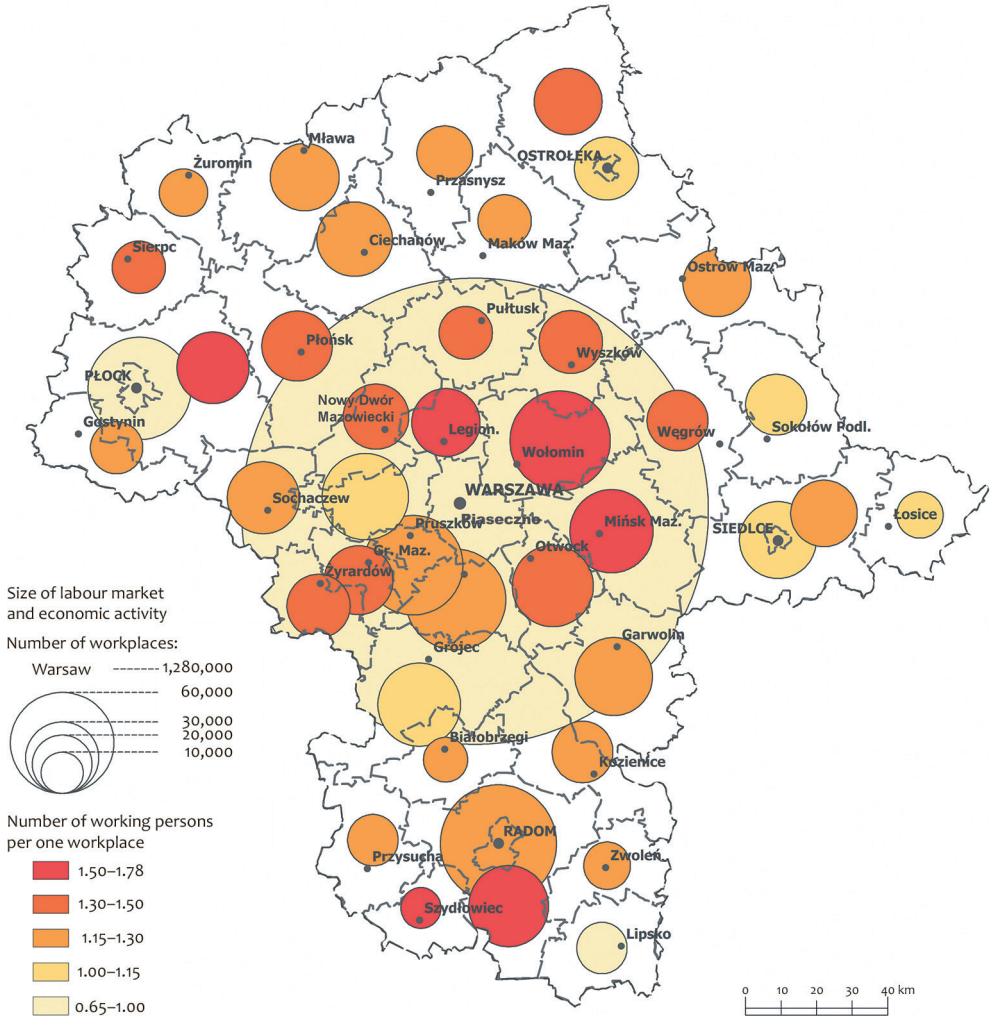 Mława
Żuromin
OSTROŁĘKA
Przasnysz
Sierpc
Ciechanów
Maków Maz.
Ostrów Maz.
Pułtusk
Płońsk
Wyszków
PŁOCK
Nowy Dwór
Mazowiecki
Gostynin
Legion.
Węgrów
Sokołów Podl.
Wołomin
WARSZAWA
Sochaczew
Piaseczno
Pruszków
Mińsk Maz.
SIEDLCE
Łosice
Gr. Maz.
Otwock
Żyrardów
Size of labour market
and economic activity
Number of workplaces:
Warsaw 1,280,000
60,000
30,000
20,000
10,000
Garwolin
Grójec
Białobrzegi
Kozienice
Number of working persons
per one workplace
1.50–1.78
1.30–1.50
1.15–1.30
1.00–1.15
0.65–1.00
RADOM
Przysucha
Zwoleń
Szydłowiec
Lipsko
0 10 20 30 40 km